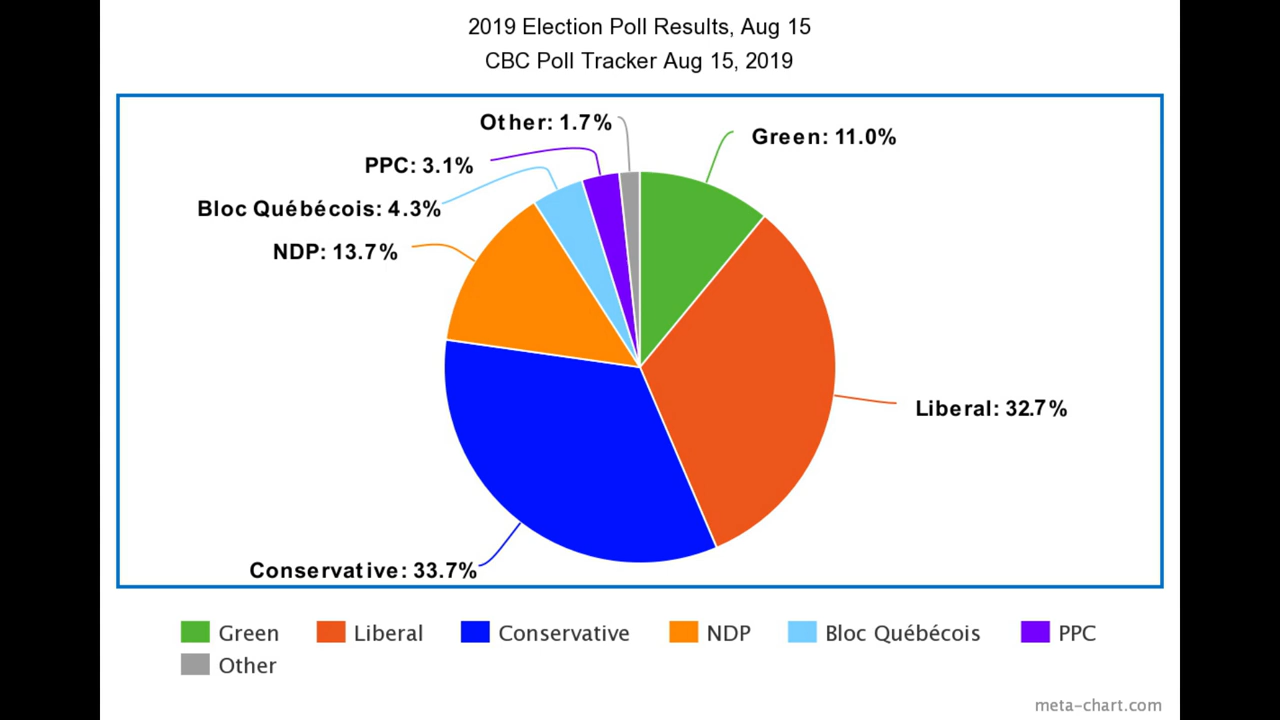 2019 Election Poll Results, Aug 15
CBC Poll Tracker Aug 15, 2019
Other: 1.7%
Green: 11.0%
PPC: 3.1%
Bloc Québécois: 4.3%
NDP: 13.7%
Liberal: 32.7%
Conservative: 33.7%
Green Liberal Conservative NDP Bloc Québécois PPC
Other
meta-chart.com